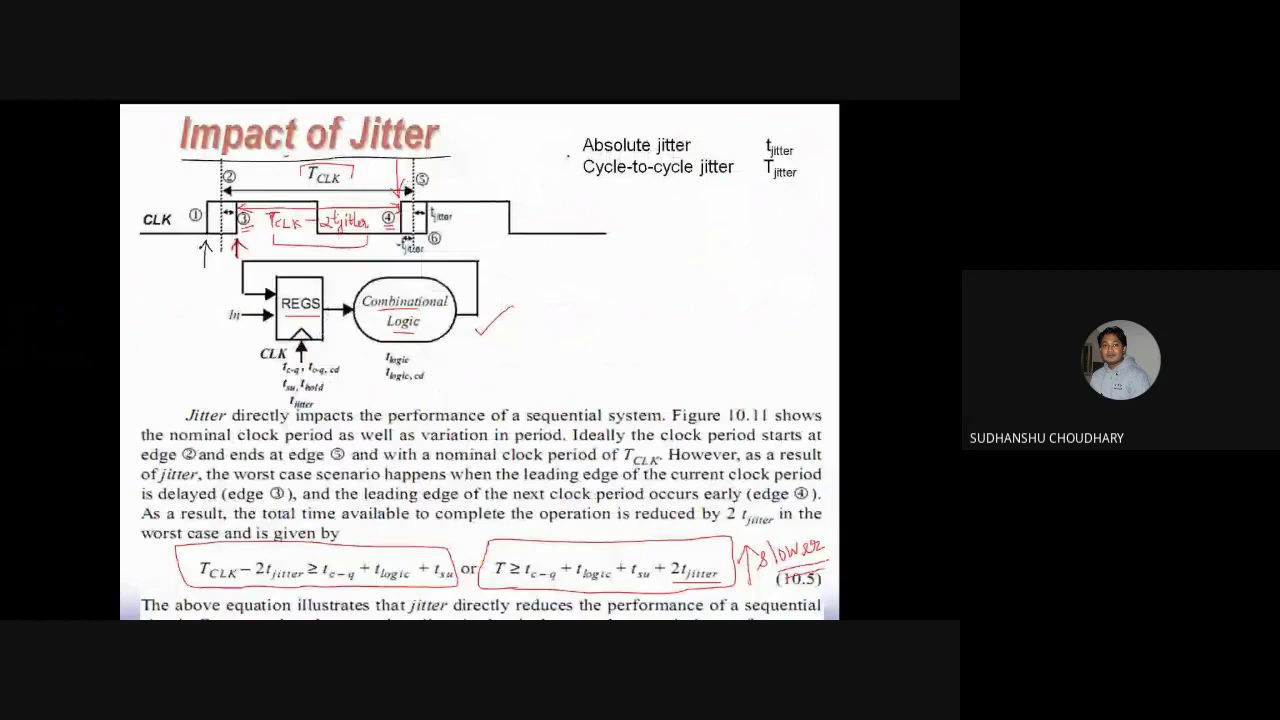 Impact of Jitter
Absolute jitter t_jitter
Cycle-to-cycle jitter T_jitter
② T_CLK ⑤
CLK ① ③ T_CLK - 2t_jitter ④ t_jitter
-t_jitter ⑥
REGS
Combinational
Logic
In
CLK
t_c-q, t_c-q, cd
t_su, t_hold
t_jitter
t_logic
t_logic, cd
Jitter directly impacts the performance of a sequential system. Figure 10.11 shows
the nominal clock period as well as variation in period. Ideally the clock period starts at
edge ② and ends at edge ⑤ and with a nominal clock period of T_CLK. However, as a result
of jitter, the worst case scenario happens when the leading edge of the current clock period
is delayed (edge ③), and the leading edge of the next clock period occurs early (edge ④).
As a result, the total time available to complete the operation is reduced by 2 t_jitter in the
worst case and is given by
T_CLK – 2t_jitter ≥ t_c-q + t_logic + t_su or T ≥ t_c-q + t_logic + t_su + 2t_jitter ↑ slower
(10.5)
The above equation illustrates that jitter directly reduces the performance of a sequential
SUDHANSHU CHOUDHARY